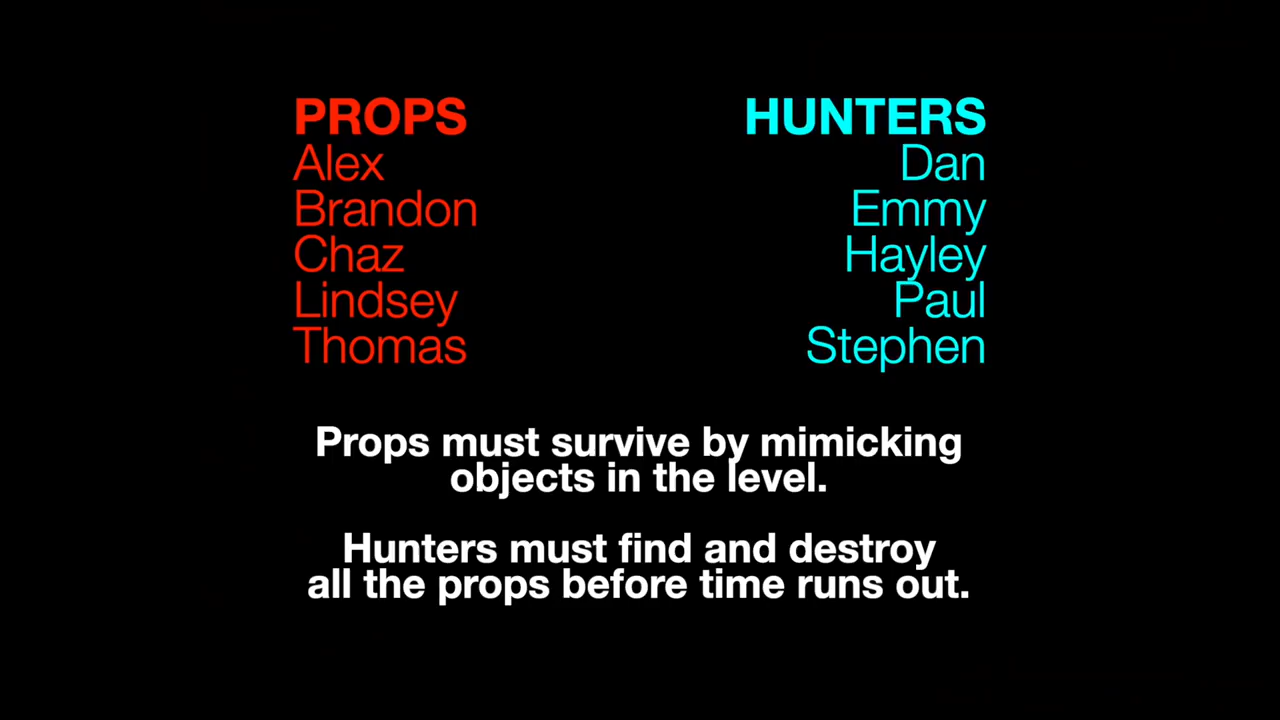 PROPS
Alex
Brandon
Chaz
Lindsey
Thomas
HUNTERS
Dan
Emmy
Hayley
Paul
Stephen
Props must survive by mimicking
objects in the level.
Hunters must find and destroy
all the props before time runs out.